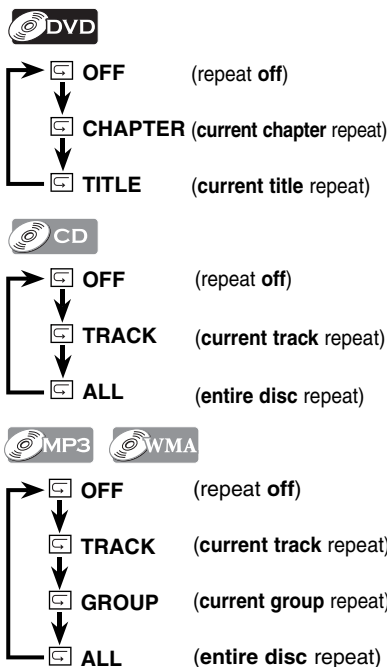 DVD
OFF (repeat off)
CHAPTER (current chapter repeat)
TITLE (current title repeat)
CD
OFF (repeat off)
TRACK (current track repeat)
ALL (entire disc repeat)
MP3 WMA
OFF (repeat off)
TRACK (current track repeat)
GROUP (current group repeat)
ALL (entire disc repeat)